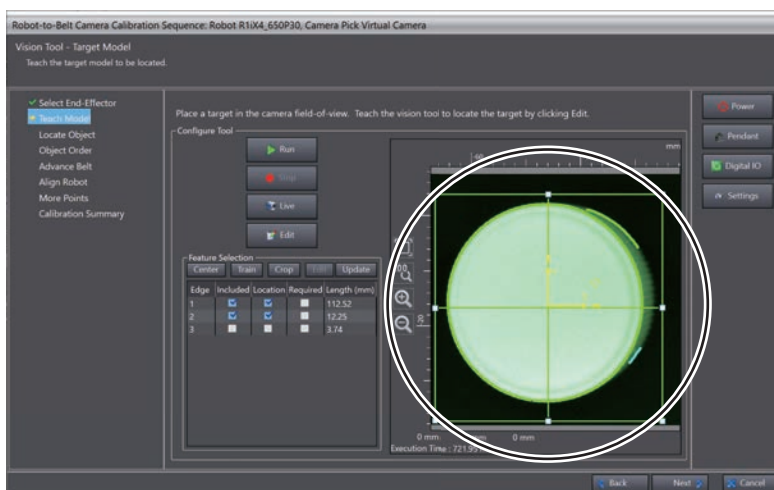 Robot-to-Belt Camera Calibration Sequence: Robot R1iX4_650P30, Camera Pick Virtual Camera
Vision Tool - Target Model
Teach the target model to be located.
Select End-Effector
Teach Model
Locate Object
Object Order
Advance Belt
Align Robot
More Points
Calibration Summary
Place a target in the camera field-of-view. Teach the vision tool to locate the target by clicking Edit.
Configure Tool
Run
Stop
Live
Edit
Feature Selection
Center Train Crop Update
Edge Included Location Required Length (mm)
1 112.52
2 12.25
3 3.74
mm
0 mm 0 mm
Execution Time : 721.95
Power
Pendant
Digital IO
Settings
Back Next Cancel